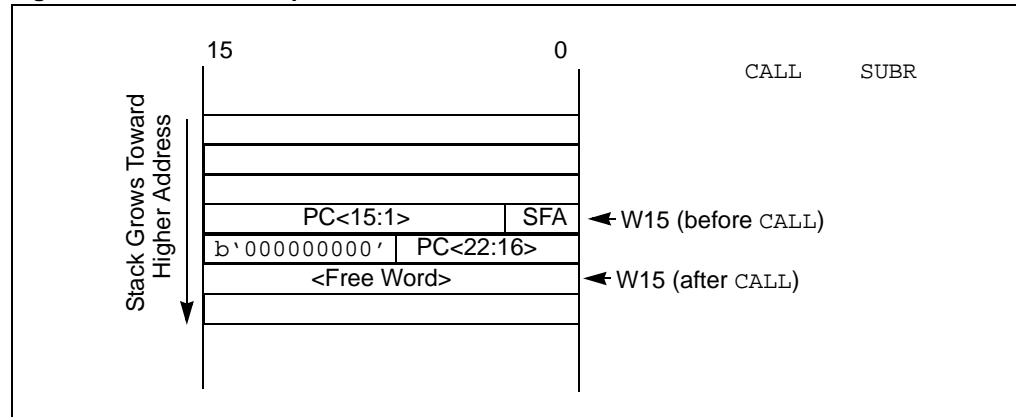 15 0
CALL SUBR
Stack Grows Toward
Higher Address
PC<15:1> SFA W15 (before CALL)
b‘000000000’ PC<22:16>
<Free Word> W15 (after CALL)